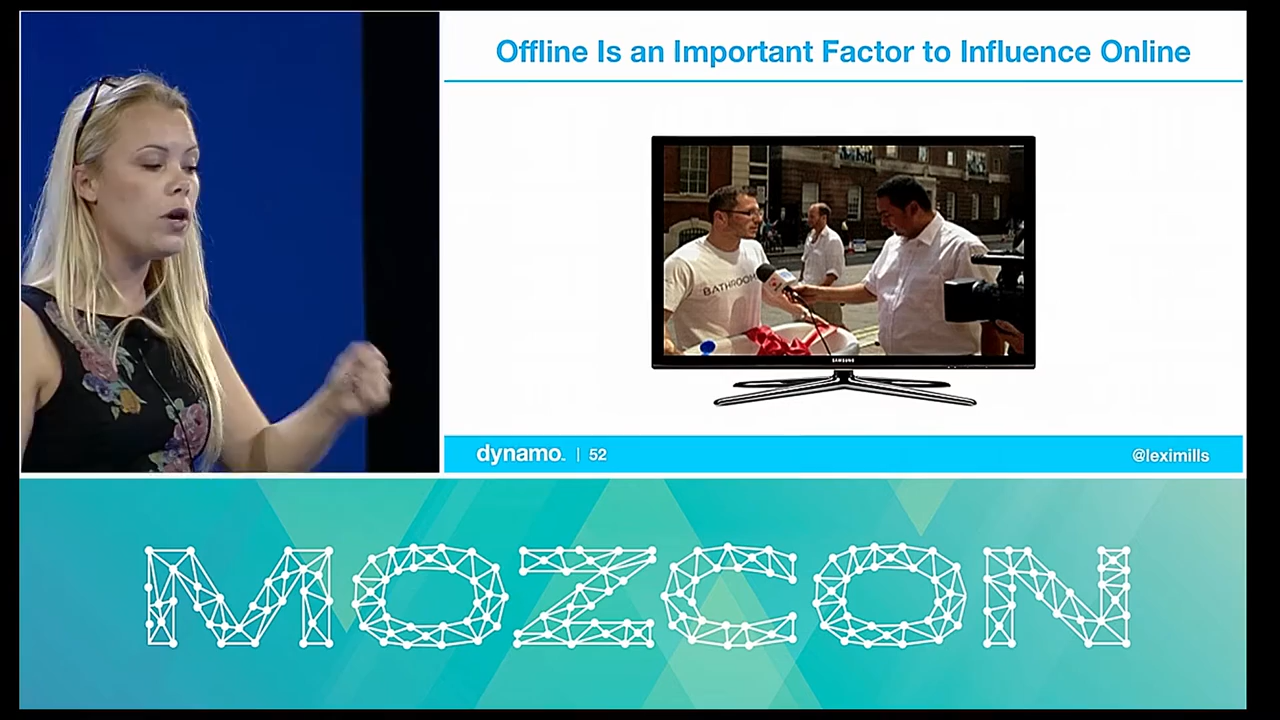 Offline Is an Important Factor to Influence Online
BATHROOM
SAMSUNG
dynamo. | 52
@leximills
MOZCON